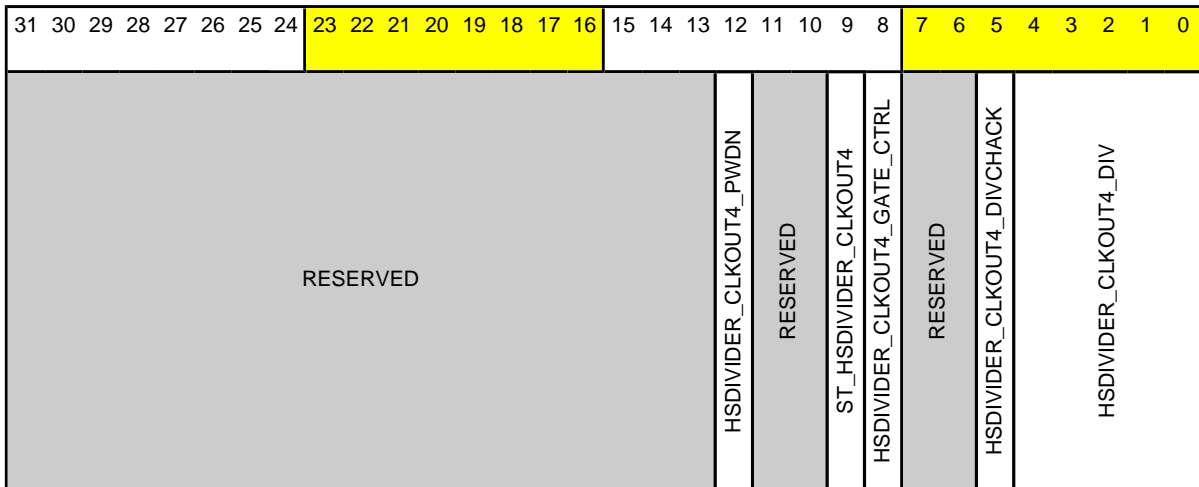 31 30 29 28 27 26 25 24 23 22 21 20 19 18 17 16 15 14 13 12 11 10 9 8 7 6 5 4 3 2 1 0
RESERVED
HSDIVIDER_CLKOUT4_PWDN
RESERVED
ST_HSDIVIDER_CLKOUT4
HSDIVIDER_CLKOUT4_GATE_CTRL
RESERVED
HSDIVIDER_CLKOUT4_DIVCHACK
HSDIVIDER_CLKOUT4_DIV